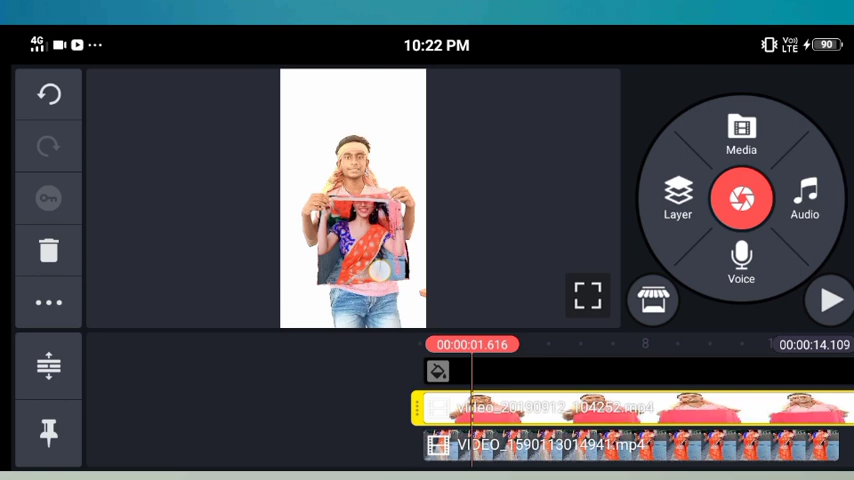 4G
10:22 PM
Vo))
LTE
90
Media
Layer
Audio
Voice
00:00:01.616
8
00:00:14.109
video_20190912_104252.mp4
VIDEO_1590113014941.mp4